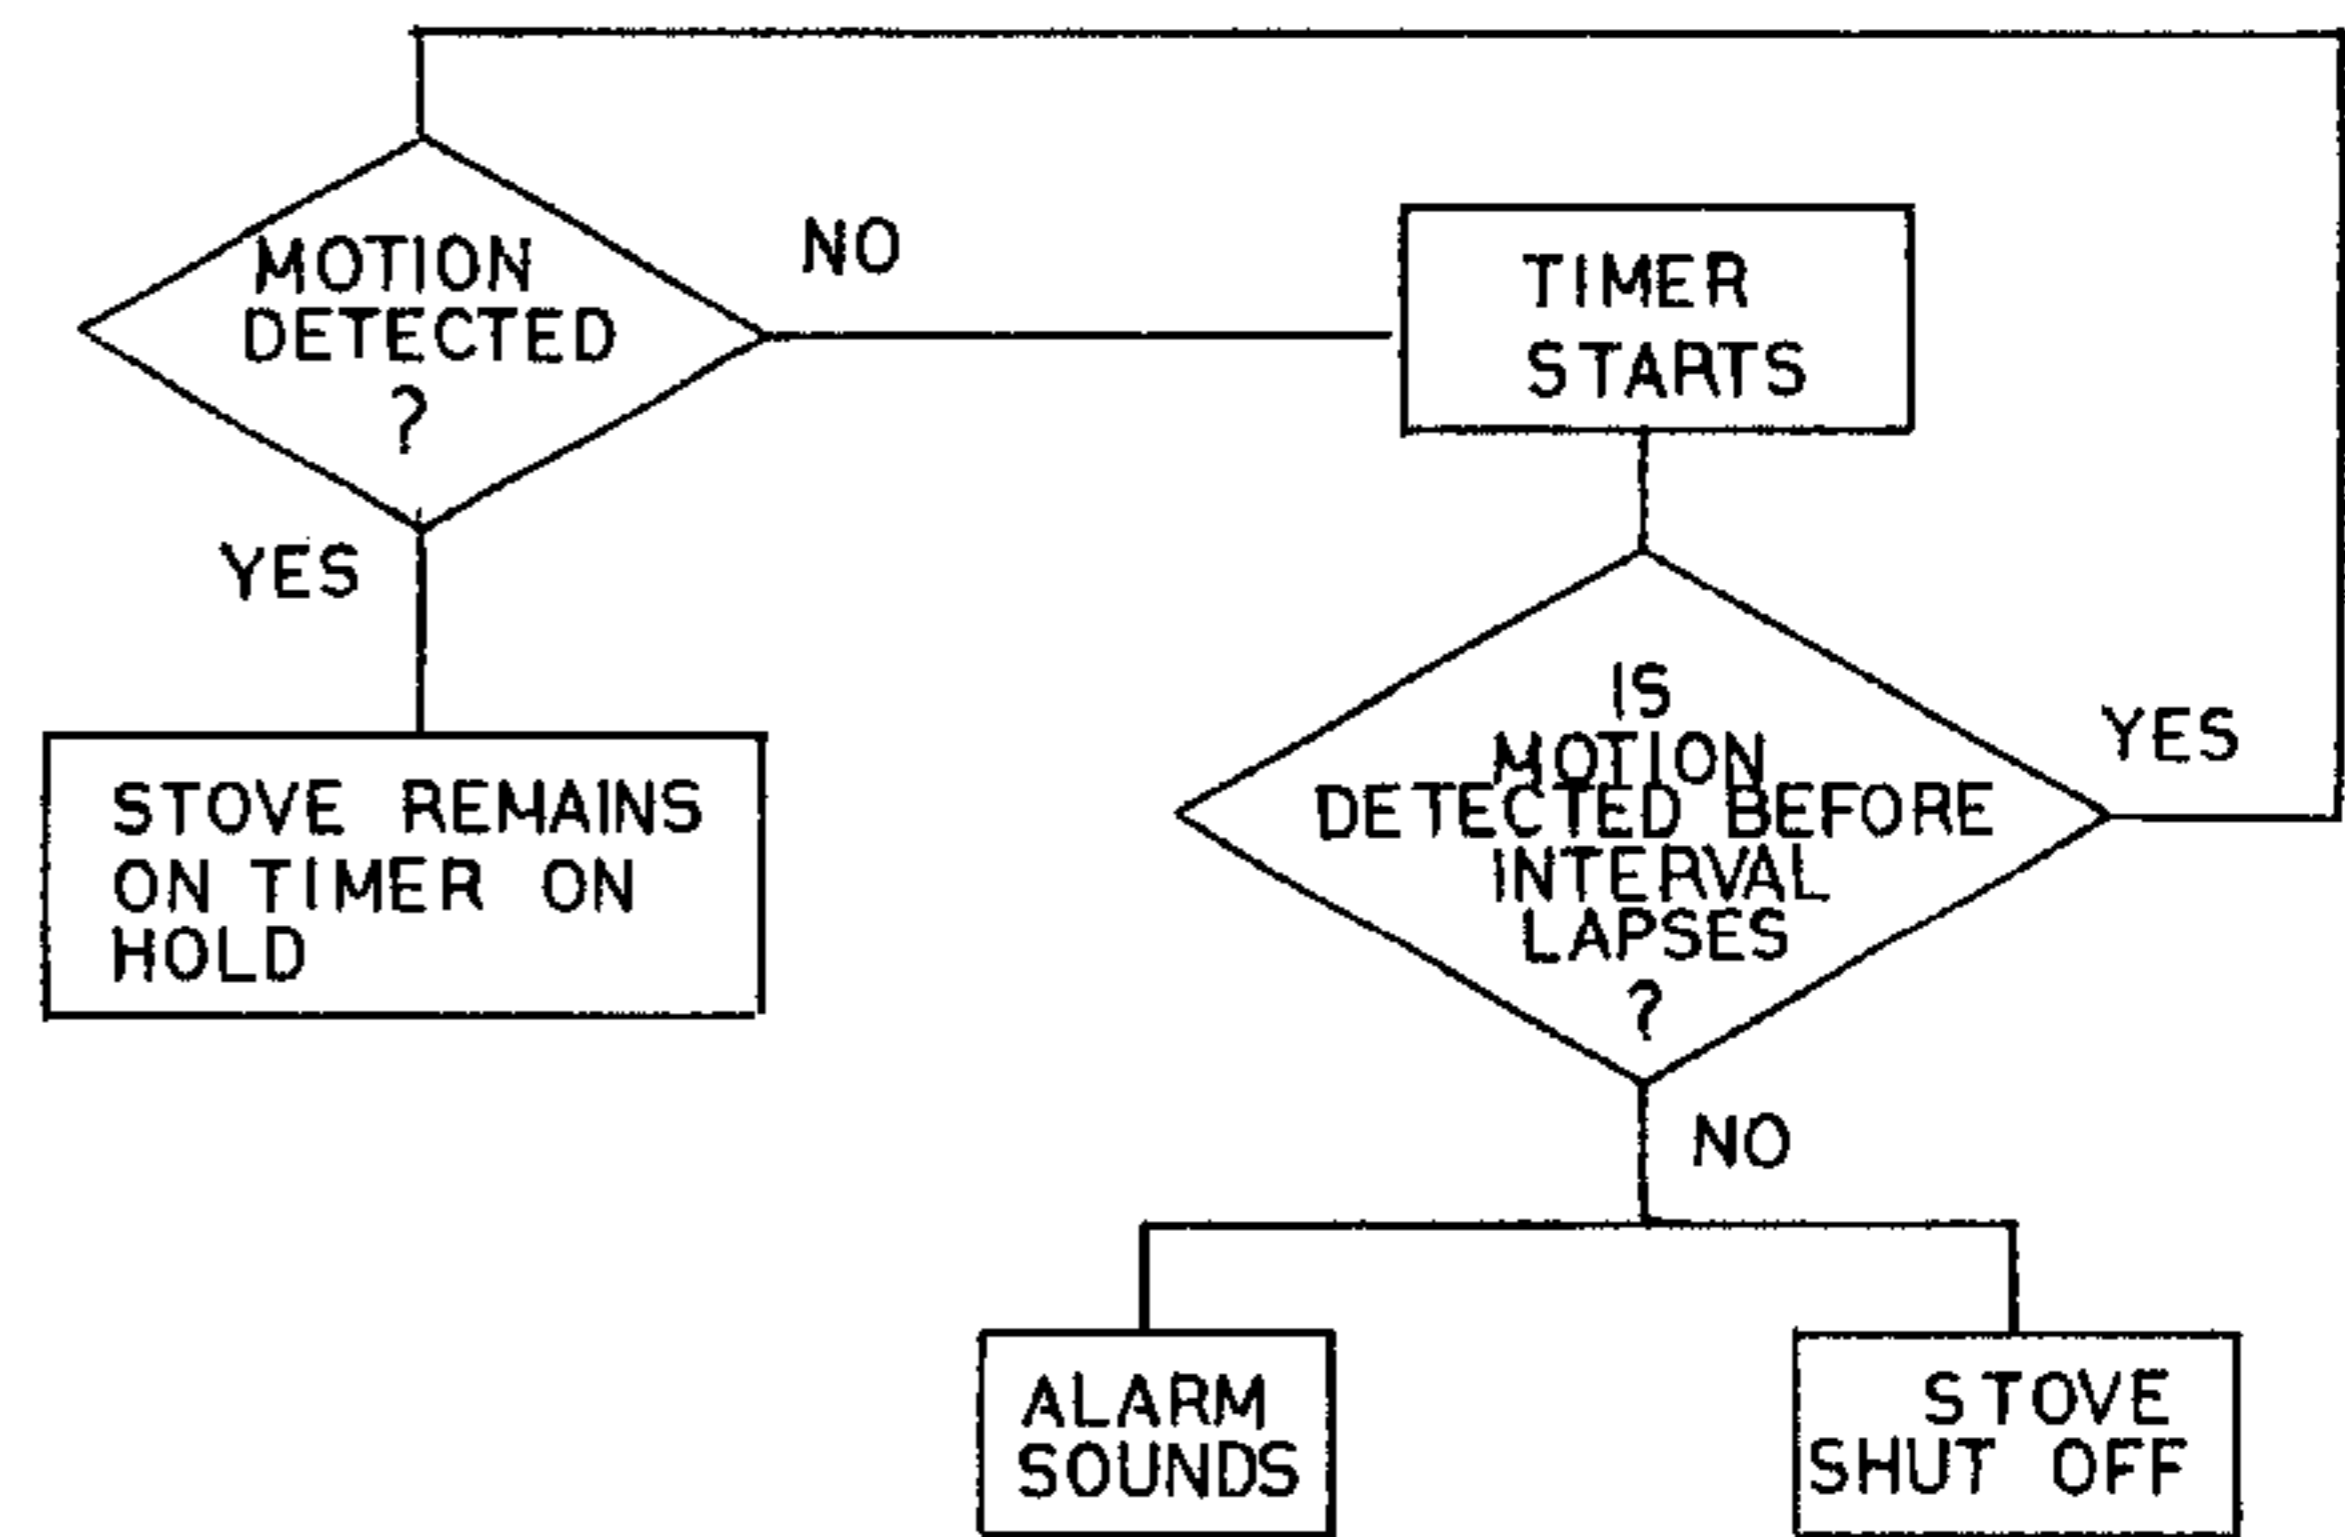 MOTION
DETECTED
?
NO
TIMER
STARTS
YES
STOVE REMAINS
ON TIMER ON
HOLD
IS
MOTION
DETECTED BEFORE
INTERVAL
LAPSES
?
YES
NO
ALARM
SOUNDS
STOVE
SHUT OFF